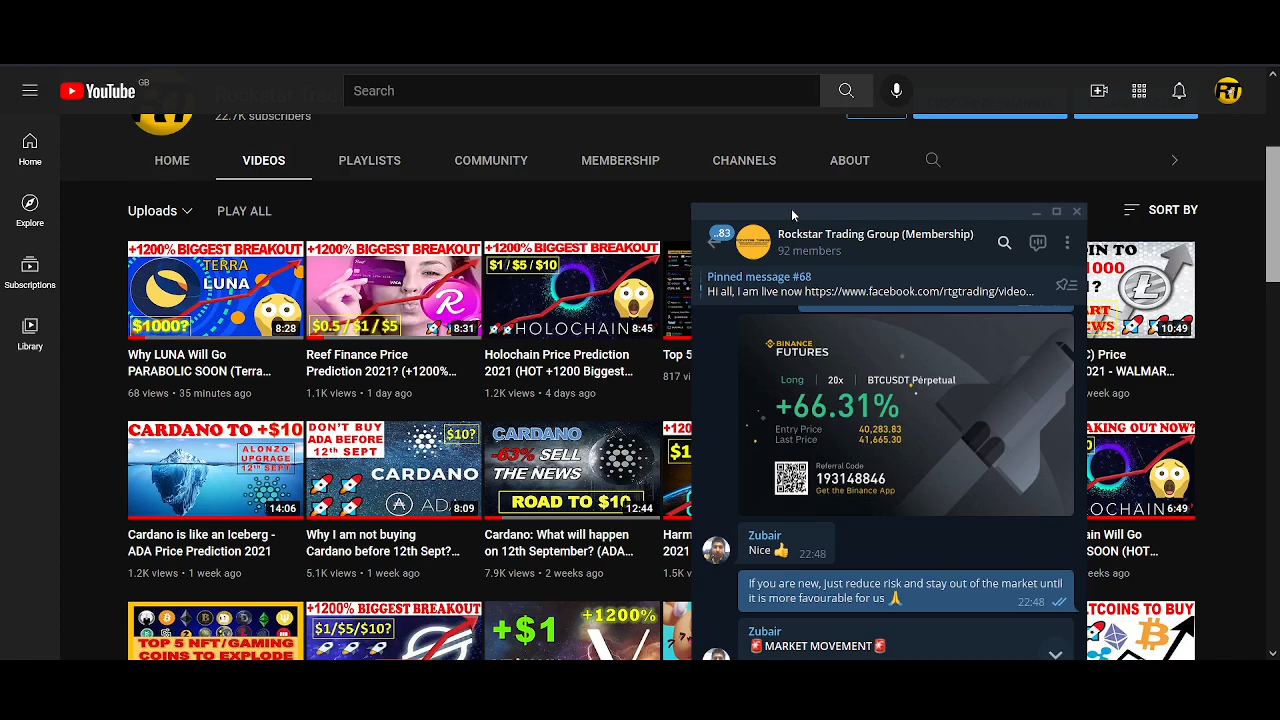 YouTube GB
Search
RT
22.7K subscribers
Home
Explore
Subscriptions
Library
HOME
VIDEOS
PLAYLISTS
COMMUNITY
MEMBERSHIP
CHANNELS
ABOUT
Uploads
PLAY ALL
SORT BY
+1200% BIGGEST BREAKOUT
TERRA
LUNA
$1000?
8:28
Why LUNA Will Go
PARABOLIC SOON (Terra...
68 views • 35 minutes ago
+1200% BIGGEST BREAKOUT
$0.5 / $1 / $5
8:31
Reef Finance Price
Prediction 2021? (+1200%...
1.1K views • 1 day ago
+1200% BIGGEST BREAKOUT
$1 / $5 / $10
HOLOCHAIN
8:45
Holochain Price Prediction
2021 (HOT +1200 Biggest...
1.2K views • 4 days ago
Top 5
817 vi
10:49
C) Price
021 - WALMAR...
week ago
CARDANO TO +$10
ALONZO
UPGRADE
12TH SEPT
14:06
Cardano is like an Iceberg -
ADA Price Prediction 2021
1.2K views • 1 week ago
DON'T BUY
ADA BEFORE
12th SEPT
$10?
CARDANO
ADA
8:09
Why I am not buying
Cardano before 12th Sept?...
5.1K views • 1 week ago
CARDANO
-63% SELL
THE NEWS
ROAD TO $10
12:44
Cardano: What will happen
on 12th September? (ADA...
7.9K views • 2 weeks ago
Harm
2021
1.5K v
AKING OUT NOW?
6:49
ain Will Go
SOON (HOT...
eeks ago
TOP 5 NFT/GAMING
COINS TO EXPLODE
+1200% BIGGEST BREAKOUT
$1/$5/$10?
+1200%
+$1
LTCOINS TO BUY
..83
Rockstar Trading Group (Membership)
92 members
Pinned message #68
Hi all, I am live now https://www.facebook.com/rtgtrading/video...
BINANCE
FUTURES
Long | 20x | BTCUSDT Perpetual
+66.31%
Entry Price 40,283.83
Last Price 41,665.30
Referral Code
193148846
Get the Binance App
Zubair
Nice 22:48
If you are new, just reduce risk and stay out of the market until
it is more favourable for us
22:48
Zubair
MARKET MOVEMENT